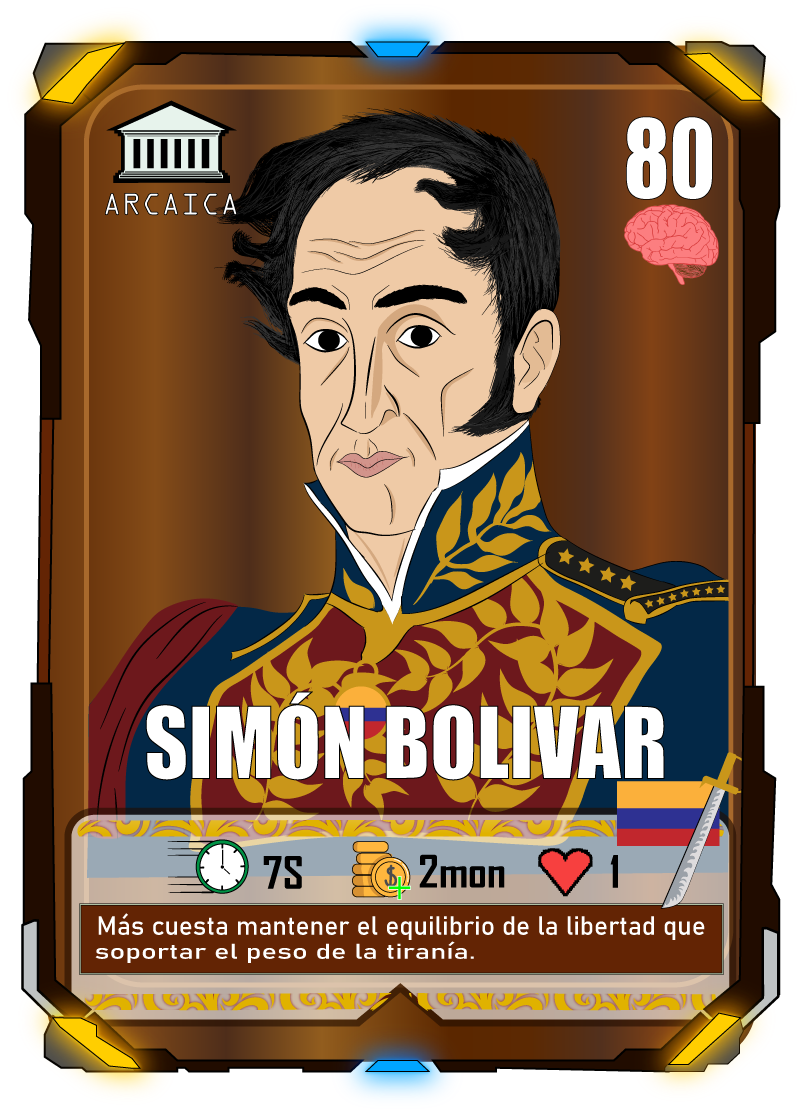 ARCAICA
80
SIMÓN BOLIVAR
7S $ 2mon 1
Más cuesta mantener el equilibrio de la libertad que
soportar el peso de la tiranía.